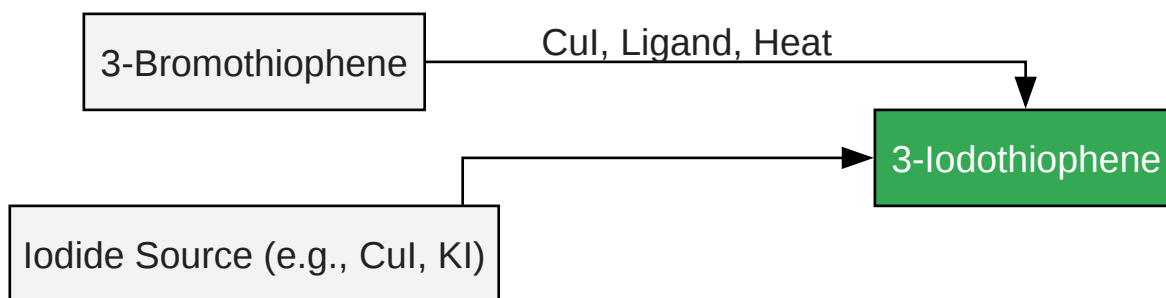 CuI, Ligand, Heat
3-Bromothiophene
3-Iodothiophene
Iodide Source (e.g., CuI, KI)